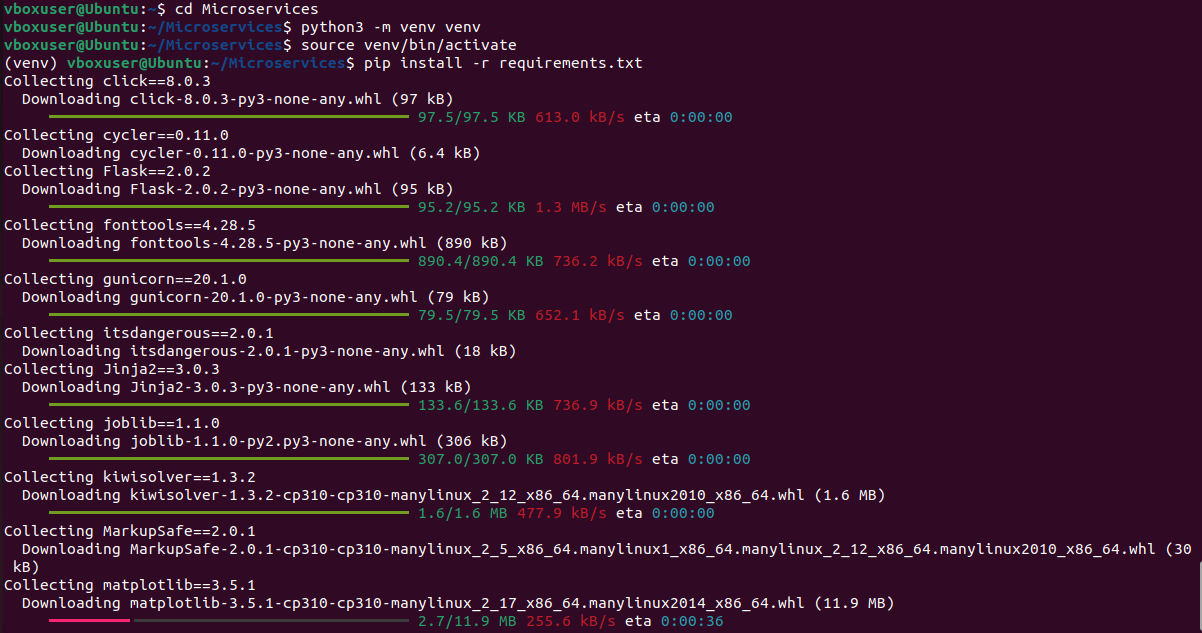 vboxuser@Ubuntu:~$ cd Microservices
vboxuser@Ubuntu:~/Microservices$ python3 -m venv venv
vboxuser@Ubuntu:~/Microservices$ source venv/bin/activate
(venv) vboxuser@Ubuntu:~/Microservices$ pip install -r requirements.txt
Collecting click==8.0.3
  Downloading click-8.0.3-py3-none-any.whl (97 kB)
97.5/97.5 KB 613.0 kB/s eta 0:00:00
Collecting cycler==0.11.0
  Downloading cycler-0.11.0-py3-none-any.whl (6.4 kB)
Collecting Flask==2.0.2
  Downloading Flask-2.0.2-py3-none-any.whl (95 kB)
95.2/95.2 KB 1.3 MB/s eta 0:00:00
Collecting fonttools==4.28.5
  Downloading fonttools-4.28.5-py3-none-any.whl (890 kB)
890.4/890.4 KB 736.2 kB/s eta 0:00:00
Collecting gunicorn==20.1.0
  Downloading gunicorn-20.1.0-py3-none-any.whl (79 kB)
79.5/79.5 KB 652.1 kB/s eta 0:00:00
Collecting itsdangerous==2.0.1
  Downloading itsdangerous-2.0.1-py3-none-any.whl (18 kB)
Collecting Jinja2==3.0.3
  Downloading Jinja2-3.0.3-py3-none-any.whl (133 kB)
133.6/133.6 KB 736.9 kB/s eta 0:00:00
Collecting joblib==1.1.0
  Downloading joblib-1.1.0-py2.py3-none-any.whl (306 kB)
307.0/307.0 KB 801.9 kB/s eta 0:00:00
Collecting kiwisolver==1.3.2
  Downloading kiwisolver-1.3.2-cp310-cp310-manylinux_2_12_x86_64.manylinux2010_x86_64.whl (1.6 MB)
1.6/1.6 MB 477.9 kB/s eta 0:00:00
Collecting MarkupSafe==2.0.1
  Downloading MarkupSafe-2.0.1-cp310-cp310-manylinux_2_5_x86_64.manylinux1_x86_64.manylinux_2_12_x86_64.manylinux2010_x86_64.whl (30
 kB)
Collecting matplotlib==3.5.1
  Downloading matplotlib-3.5.1-cp310-cp310-manylinux_2_17_x86_64.manylinux2014_x86_64.whl (11.9 MB)
2.7/11.9 MB 255.6 kB/s eta 0:00:36